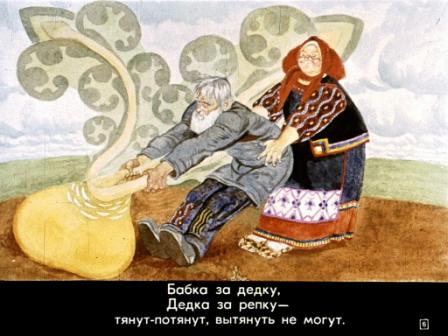 Бабка за дедку,
Дедка за репку—
тянут-потянут, вытянуть не могут.
6